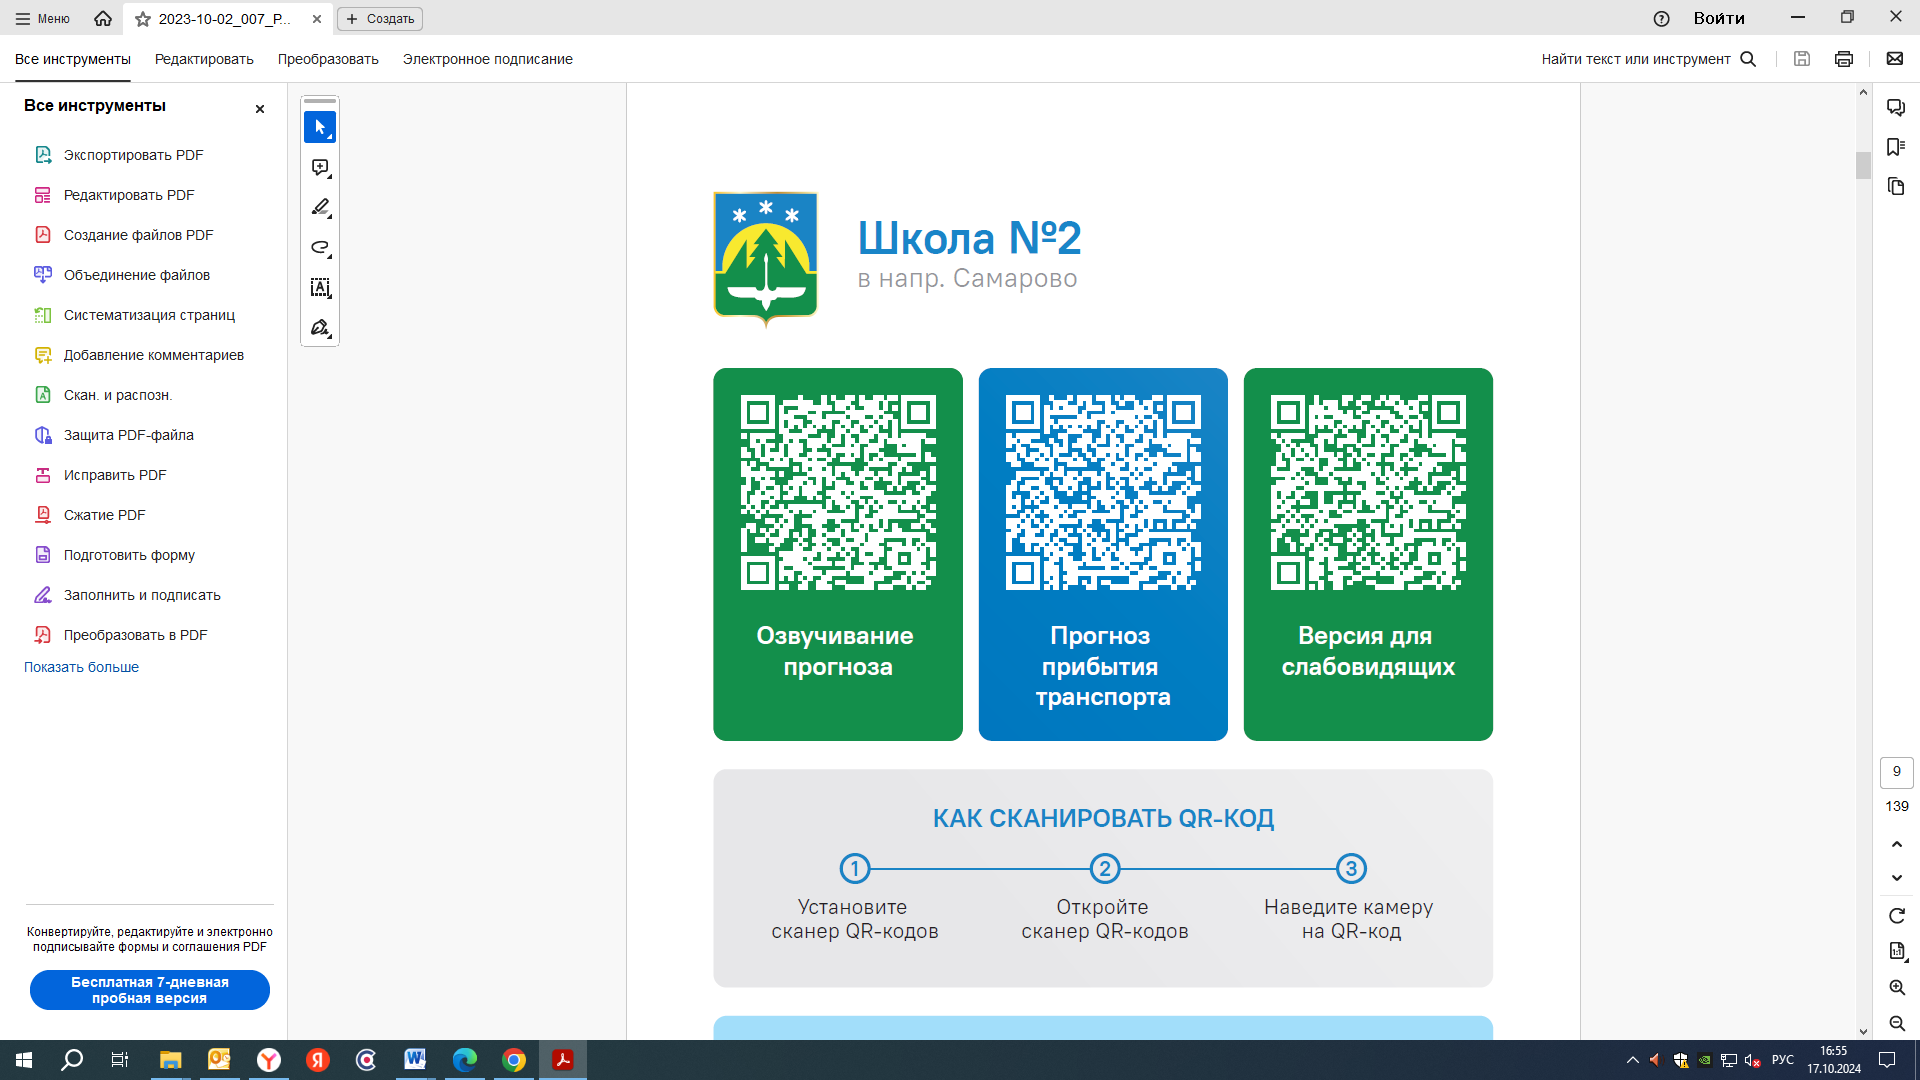 Меню
2023-10-02_007_Р...
Создать
Войти
Все инструменты
Редактировать
Преобразовать
Электронное подписание
Найти текст или инструмент
Все инструменты
Экспортировать PDF
Редактировать PDF
Создание файлов PDF
Объединение файлов
Систематизация страниц
Добавление комментариев
Скан. и распозн.
Защита PDF-файла
Исправить PDF
Сжатие PDF
Подготовить форму
Заполнить и подписать
Преобразовать в PDF
Показать больше
Конвертируйте, редактируйте и электронно
подписывайте формы и соглашения PDF
Бесплатная 7-дневная
пробная версия
Школа №2
в напр. Самарово
Озвучивание
прогноза
Прогноз
прибытия
транспорта
Версия для
слабовидящих
КАК СКАНИРОВАТЬ QR-КОД
1
2
3
Установите
сканер QR-кодов
Откройте
сканер QR-кодов
Наведите камеру
на QR-код
9
139
РУС
16:55
17.10.2024